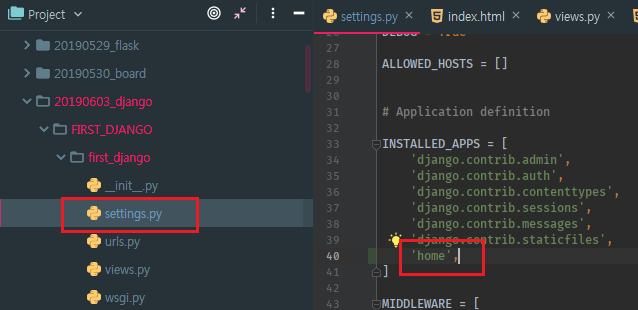 Project
20190529_flask
20190530_board
20190603_django
FIRST_DJANGO
first_django
__init__.py
settings.py
urls.py
views.py
wsgi.py
settings.py
index.html
views.py
26 DEBUG = True
27
28 ALLOWED_HOSTS = []
29
30
31 # Application definition
32
33 INSTALLED_APPS = [
34 'django.contrib.admin',
35 'django.contrib.auth',
36 'django.contrib.contenttypes',
37 'django.contrib.sessions',
38 'django.contrib.messages',
39 'django.contrib.staticfiles',
40 'home',
41 ]
42
43 MIDDLEWARE = [